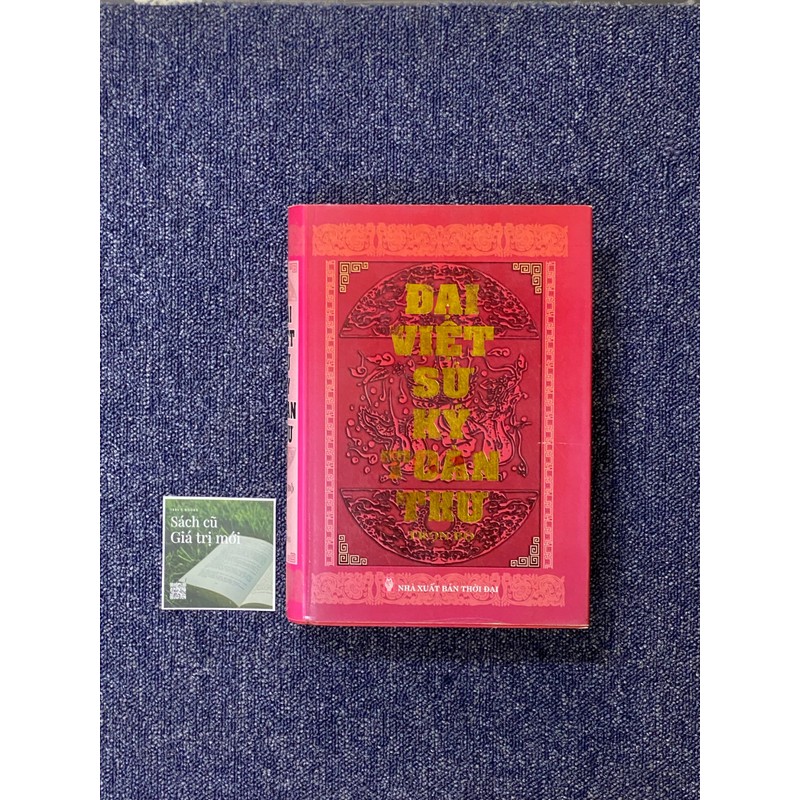 ĐẠI
VIỆT
SỬ
KÝ
TOÀN
THƯ
NHÀ XUẤT BẢN THỜI ĐẠI
Sách cũ
Giá trị mới